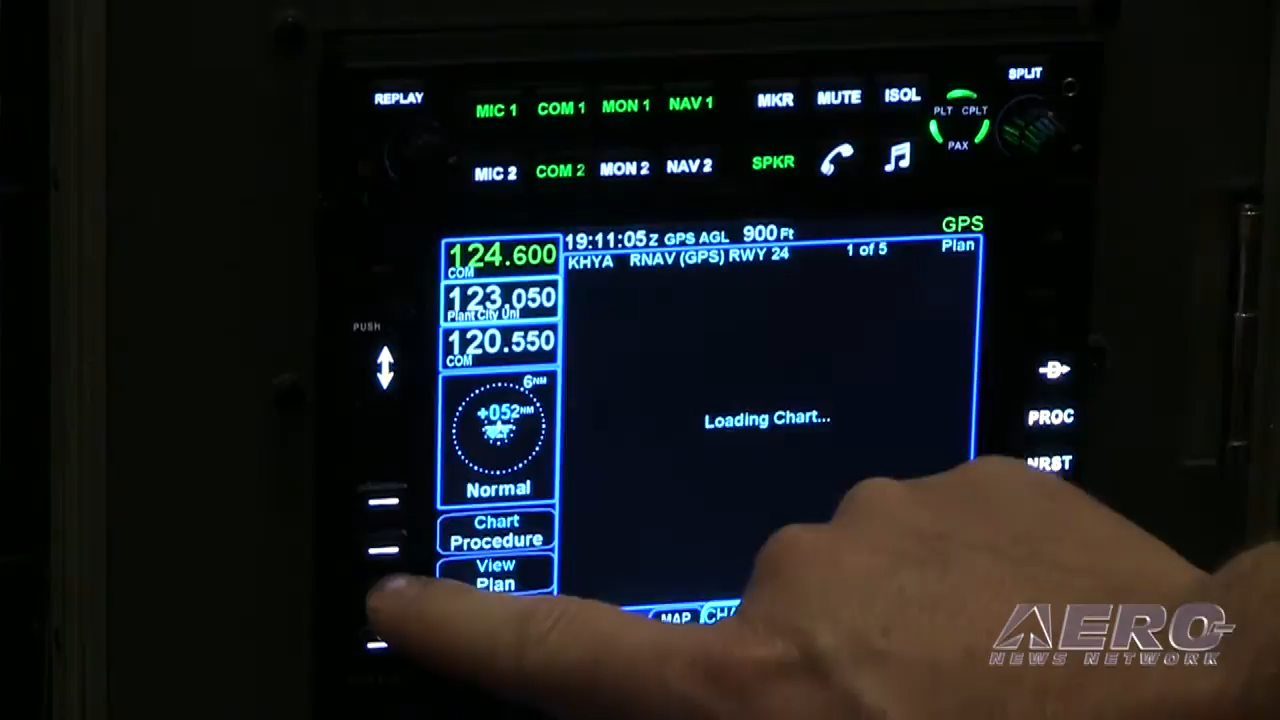 REPLAY
MIC 1 COM 1 MON 1 NAV 1 MKR MUTE ISOL
SPLIT
PLT CPLT
PAX
MIC 2 COM 2 MON 2 NAV 2 SPKR
19:11:05Z GPS AGL 900Ft GPS
KHYA RNAV (GPS) RWY 24 1 of 5 Plan
124.600
COM
123.050
Plant City Uni
120.550
COM
PUSH
6NM
+052NM
Normal
Loading Chart...
PROC
NRST
Chart
Procedure
View
Plan
MAP CHA
AERO
NEWS NETWORK